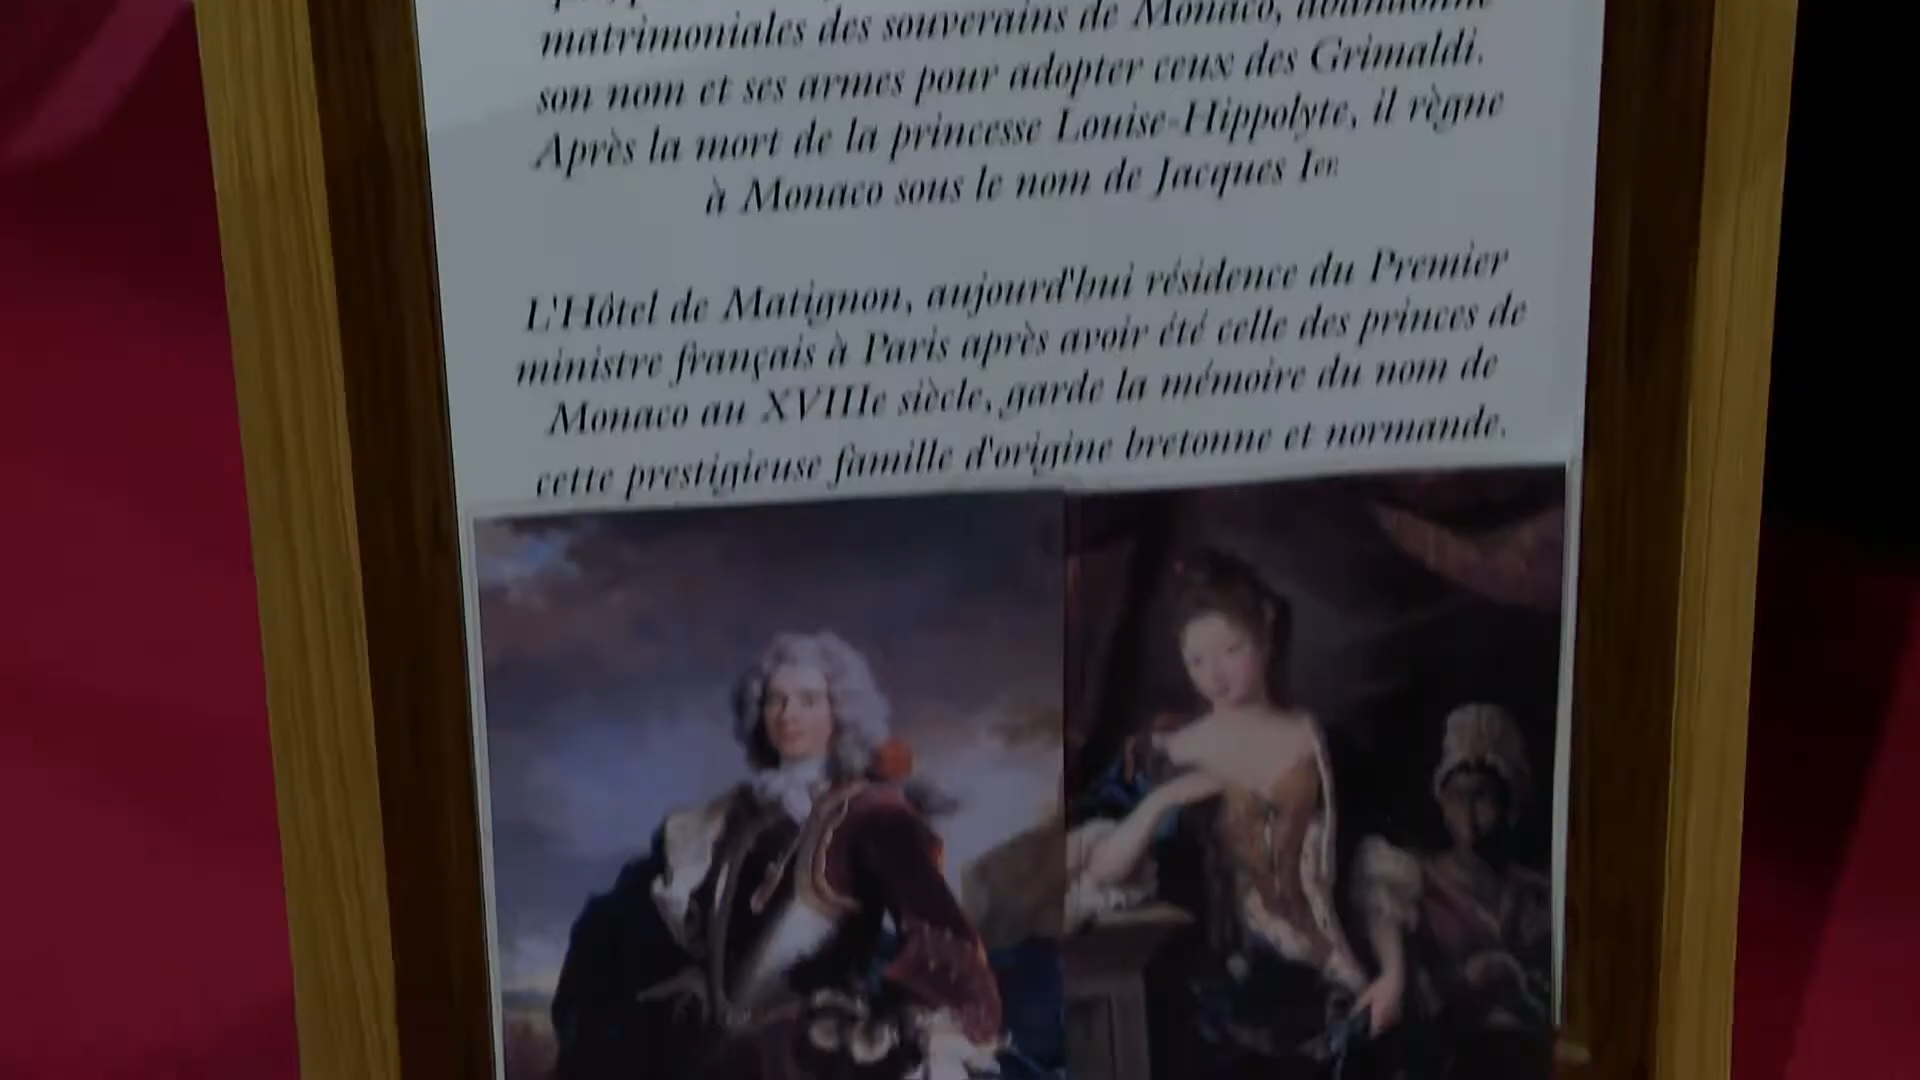 matrimoniales des souverains de Monaco, abandonne
son nom et ses armes pour adopter ceux des Grimaldi.
Après la mort de la princesse Louise-Hippolyte, il règne
à Monaco sous le nom de Jacques Ier.
L'Hôtel de Matignon, aujourd'hui résidence du Premier
ministre français à Paris après avoir été celle des princes de
Monaco au XVIIIe siècle, garde la mémoire du nom de
cette prestigieuse famille d'origine bretonne et normande.